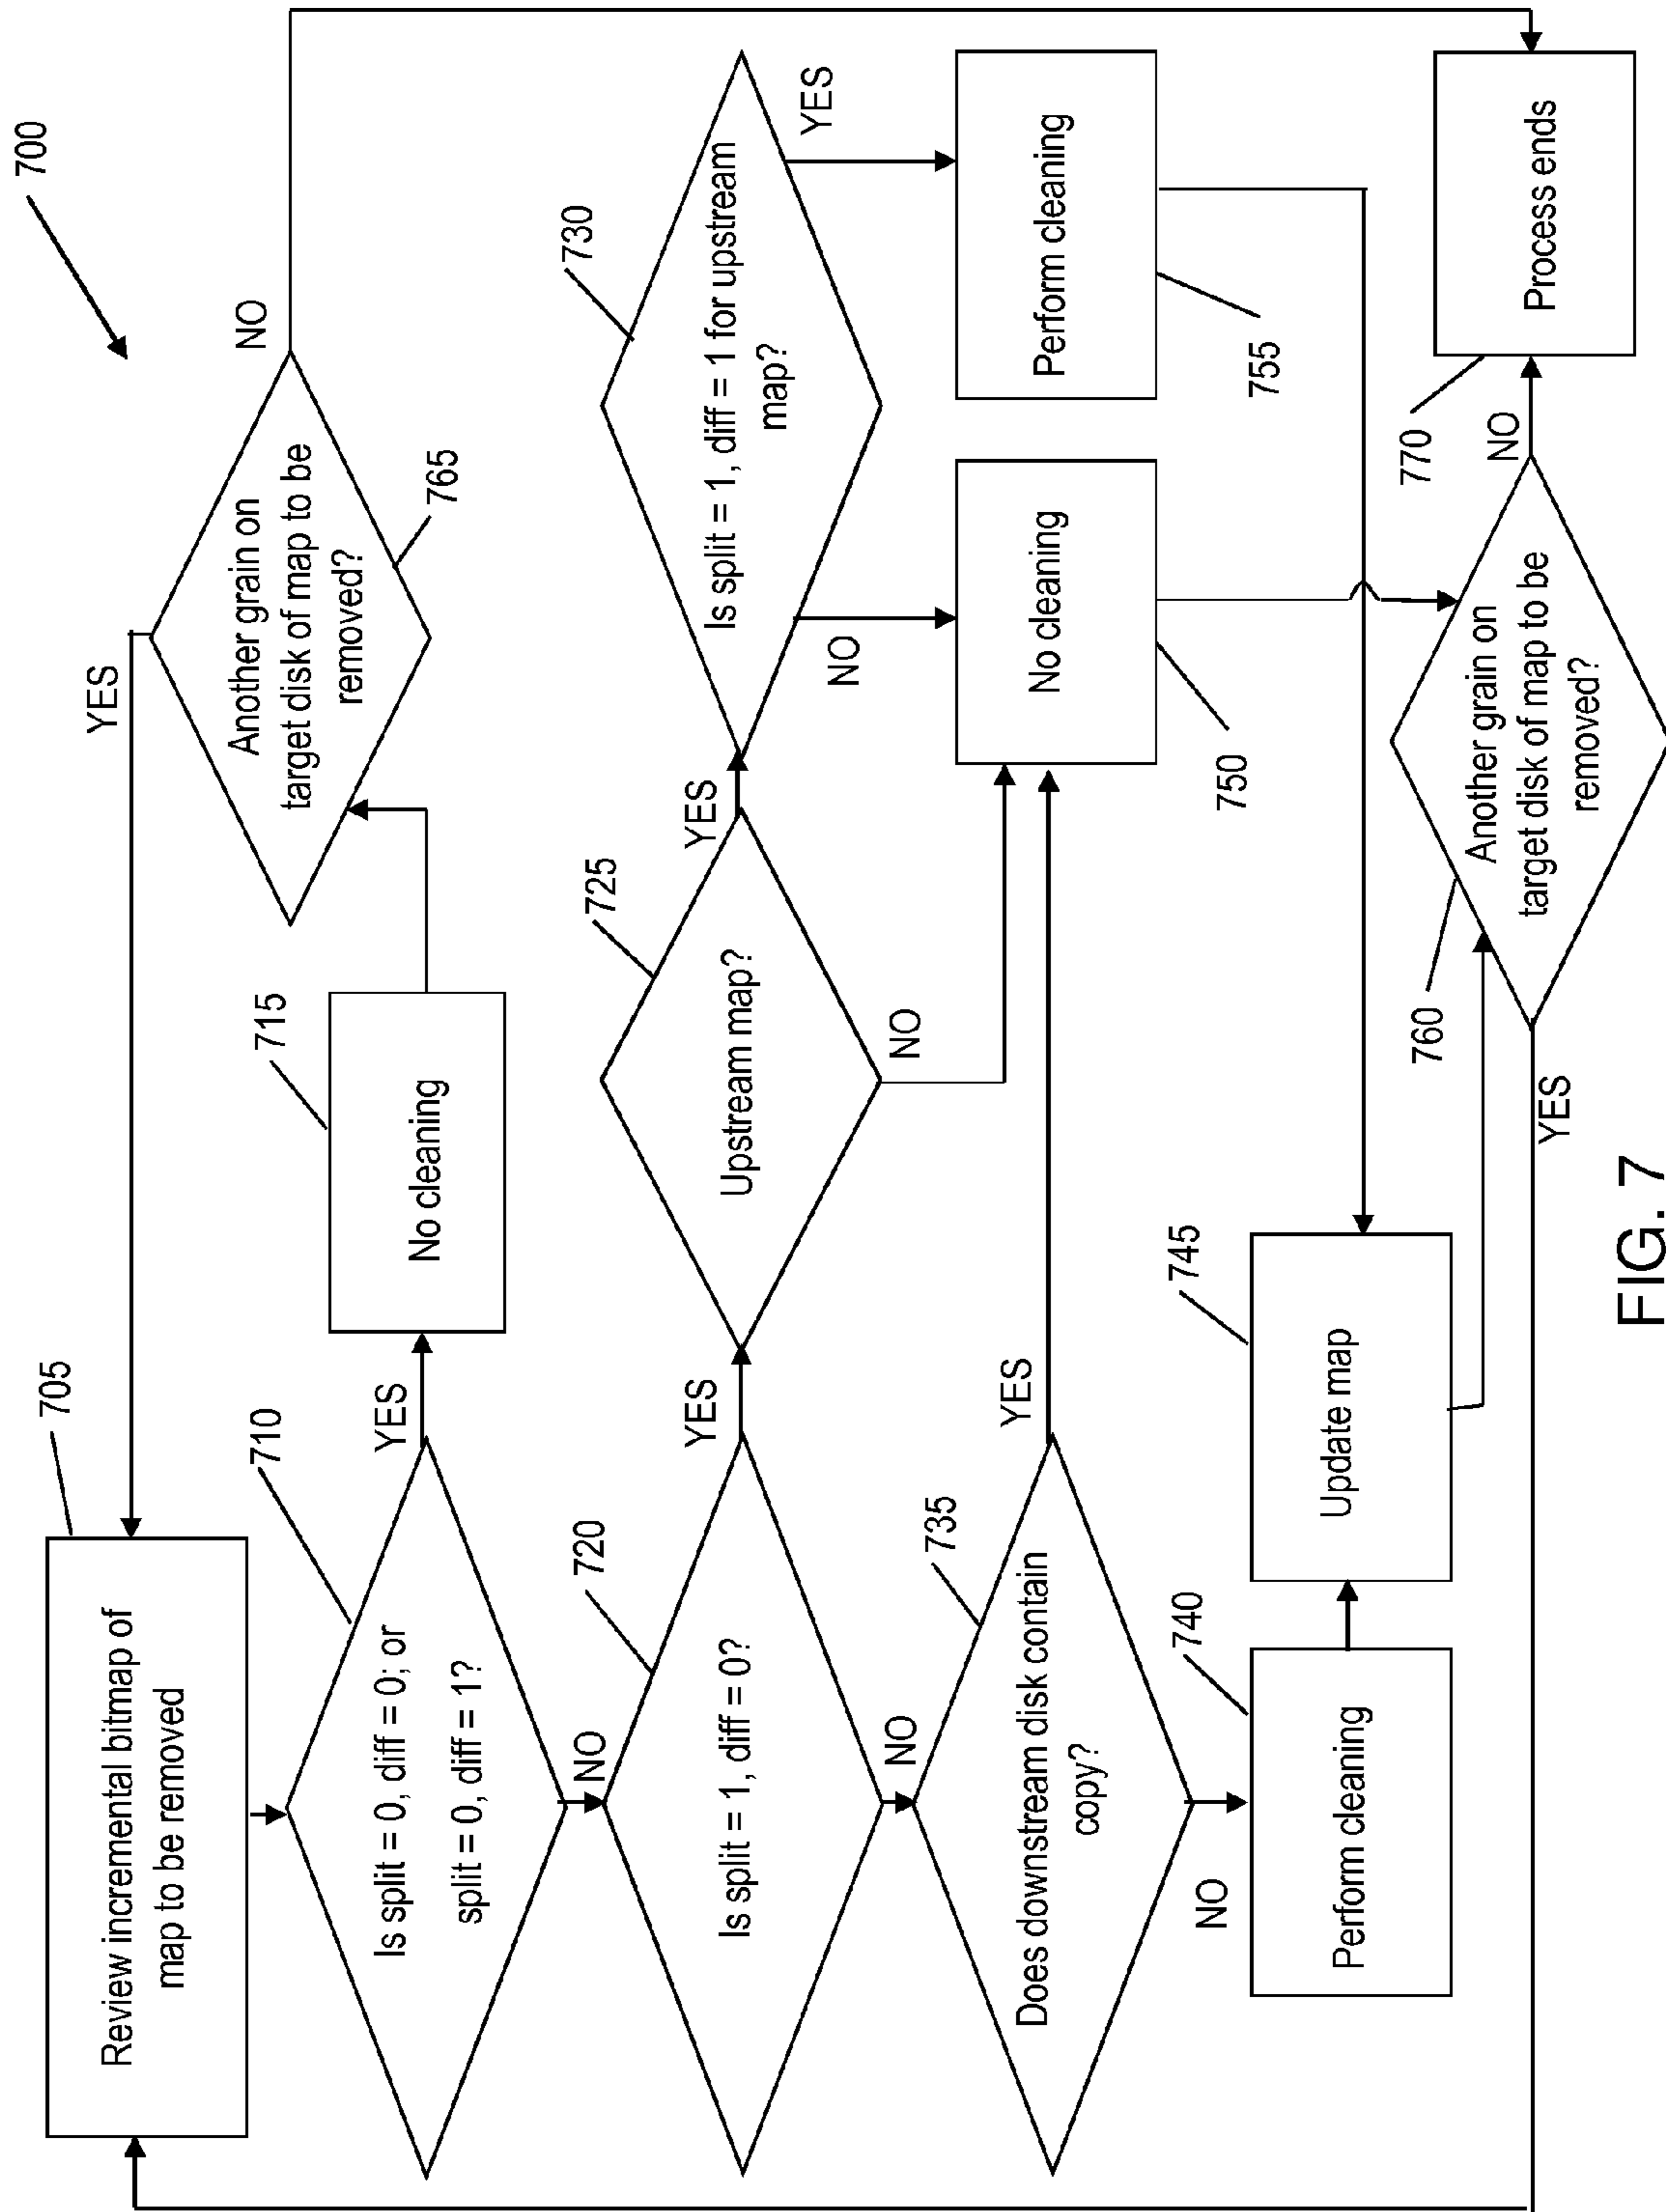 700
705
Review incremental bitmap of
map to be removed
710
Is split = 0, diff = 0; or
split = 0, diff = 1?
YES
NO
715
No cleaning
765
Another grain on
target disk of map to be
removed?
YES
NO
720
Is split = 1, diff = 0?
YES
NO
725
Upstream map?
YES
NO
730
Is split = 1, diff = 1 for upstream
map?
YES
NO
735
Does downstream disk contain
copy?
YES
NO
750
No cleaning
755
Perform cleaning
740
Perform cleaning
745
Update map
760
Another grain on
target disk of map to be
removed?
YES
NO
770
Process ends
FIG. 7